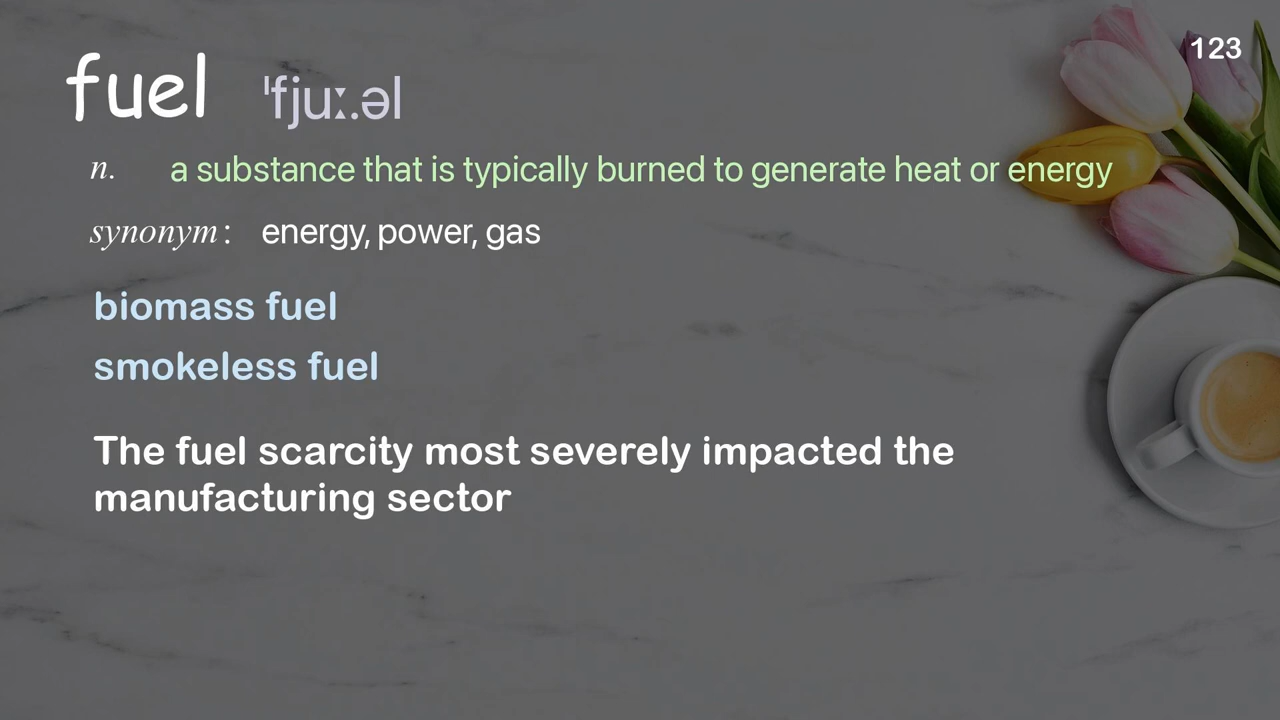 123
fuel ˈfjuː.əl
n. a substance that is typically burned to generate heat or energy
synonym: energy, power, gas
biomass fuel
smokeless fuel
The fuel scarcity most severely impacted the
manufacturing sector